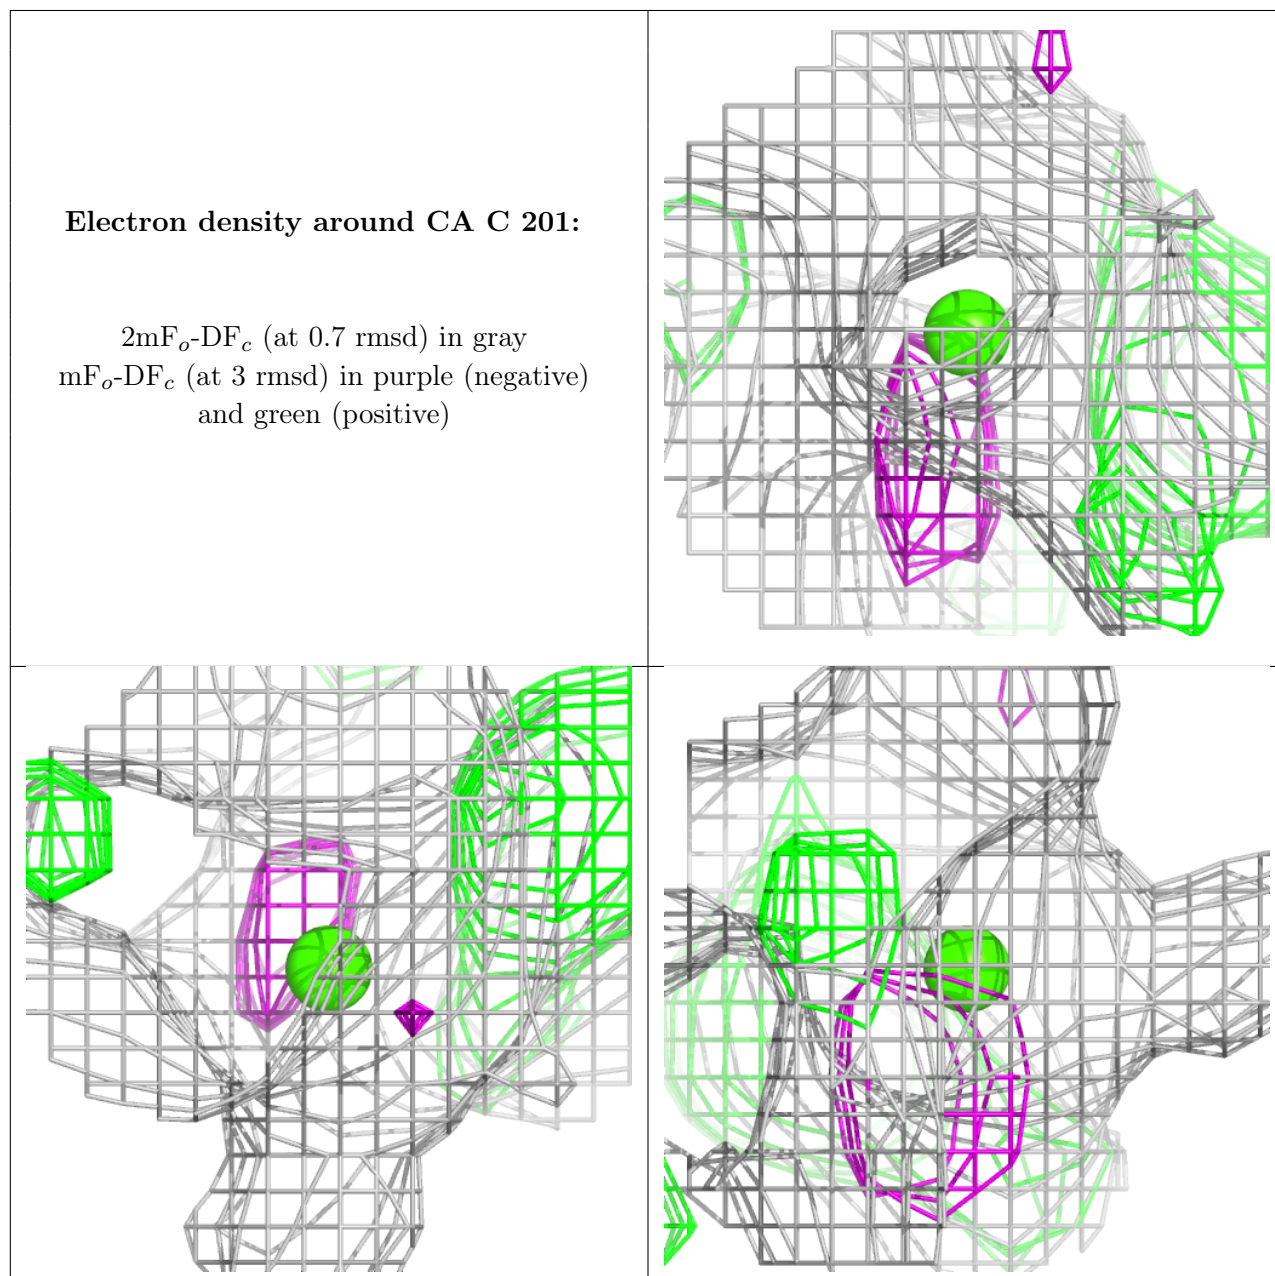 Electron density around CA C 201:
2mFₒ-DF𝒸 (at 0.7 rmsd) in gray
mFₒ-DF𝒸 (at 3 rmsd) in purple (negative)
and green (positive)